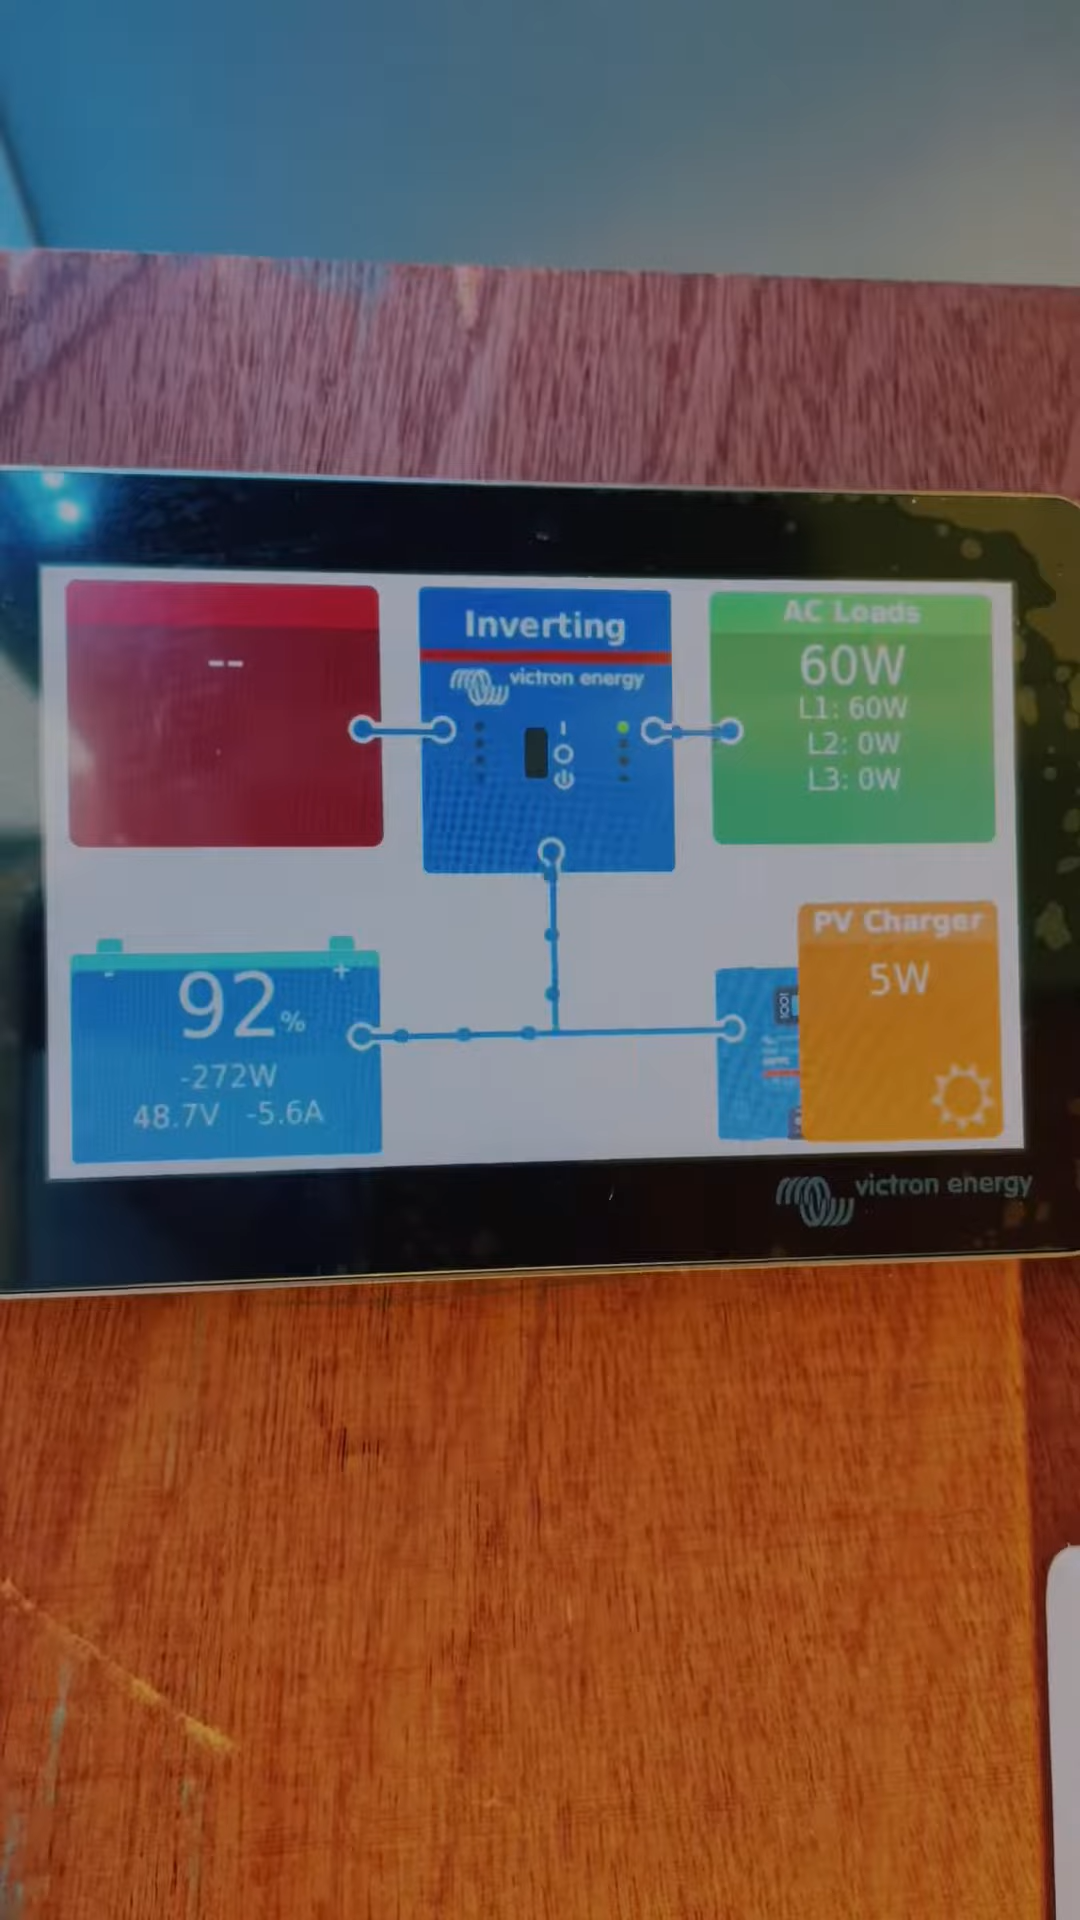 --
Inverting
victron energy
I
AC Loads
60W
L1: 60W
L2: 0W
L3: 0W
- +
92%
-272W
48.7V -5.6A
PV Charger
5W
victron energy